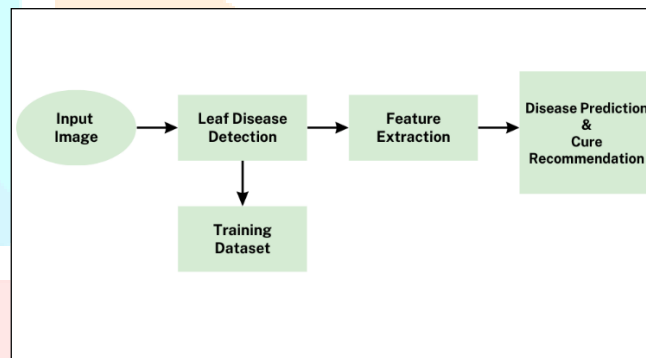 Input
Image
Leaf Disease
Detection
Feature
Extraction
Disease Prediction
&
Cure
Recommendation
Training
Dataset